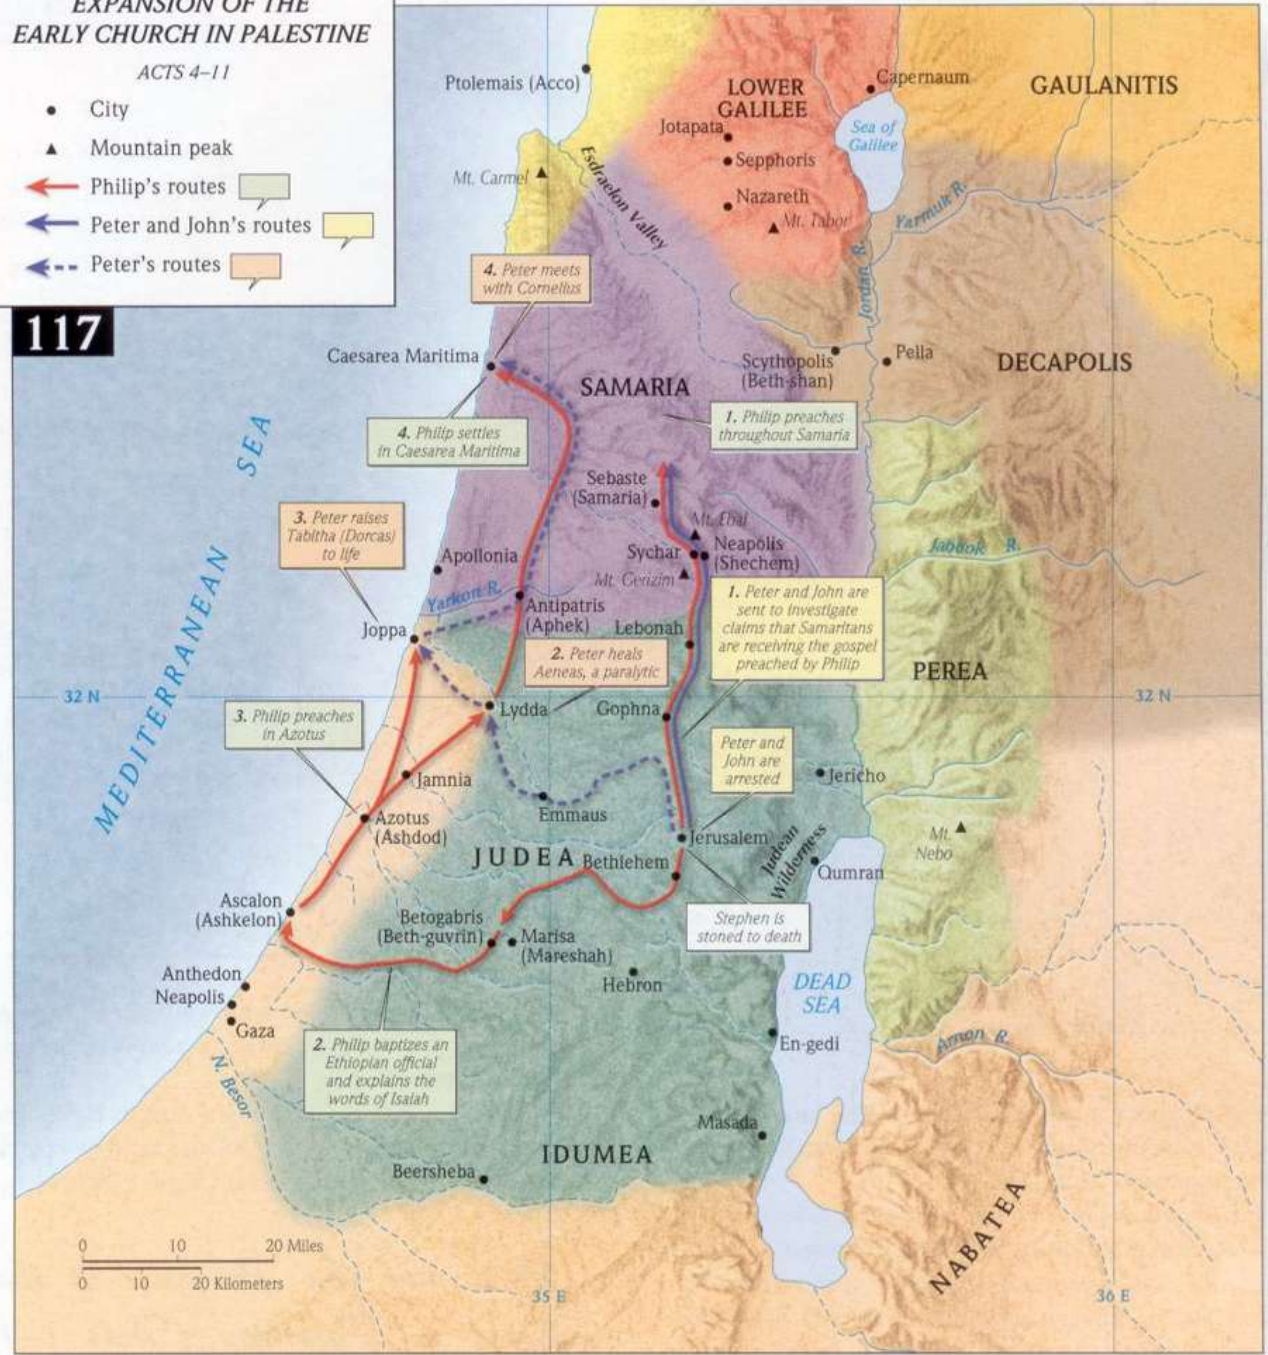 EXPANSION OF THE
EARLY CHURCH IN PALESTINE
ACTS 4–11
City
Mountain peak
Philip's routes
Peter and John's routes
Peter's routes
117
Ptolemais (Acco)
LOWER
GALILEE
Capernaum
GAULANITIS
Jotapata
Sea of
Galilee
Sepphoris
Mt. Carmel
Esdraelon Valley
Nazareth
Mt. Tabor
Yarmuk R.
Jordan R.
4. Peter meets
with Cornelius
Caesarea Maritima
Scythopolis
(Beth-shan)
Pella
DECAPOLIS
SAMARIA
1. Philip preaches
throughout Samaria
4. Philip settles
in Caesarea Maritima
MEDITERRANEAN SEA
Sebaste
(Samaria)
3. Peter raises
Tabitha (Dorcas)
to life
Mt. Ebal
Apollonia
Sychar
Neapolis
(Shechem)
Jabbok R.
Mt. Gerizim
Yarkon R.
Antipatris
(Aphek)
1. Peter and John are
sent to investigate
claims that Samaritans
are receiving the gospel
preached by Philip
Joppa
Lebonah
2. Peter heals
Aeneas, a paralytic
PEREA
32 N
32 N
Lydda
Gophna
3. Philip preaches
in Azotus
Peter and
John are
arrested
Jamnia
Jericho
Emmaus
Azotus
(Ashdod)
Jerusalem
Mt.
Nebo
JUDEA
Bethlehem
Judean
Wilderness
Qumran
Ascalon
(Ashkelon)
Betogabris
(Beth-guvrin)
Marisa
(Mareshah)
Stephen is
stoned to death
Hebron
Anthedon
Neapolis
Gaza
DEAD
SEA
En-gedi
Arnon R.
2. Philip baptizes an
Ethiopian official
and explains the
words of Isaiah
N. Besor
Masada
IDUMEA
Beersheba
NABATEA
0 10 20 Miles
0 10 20 Kilometers
35 E
36 E